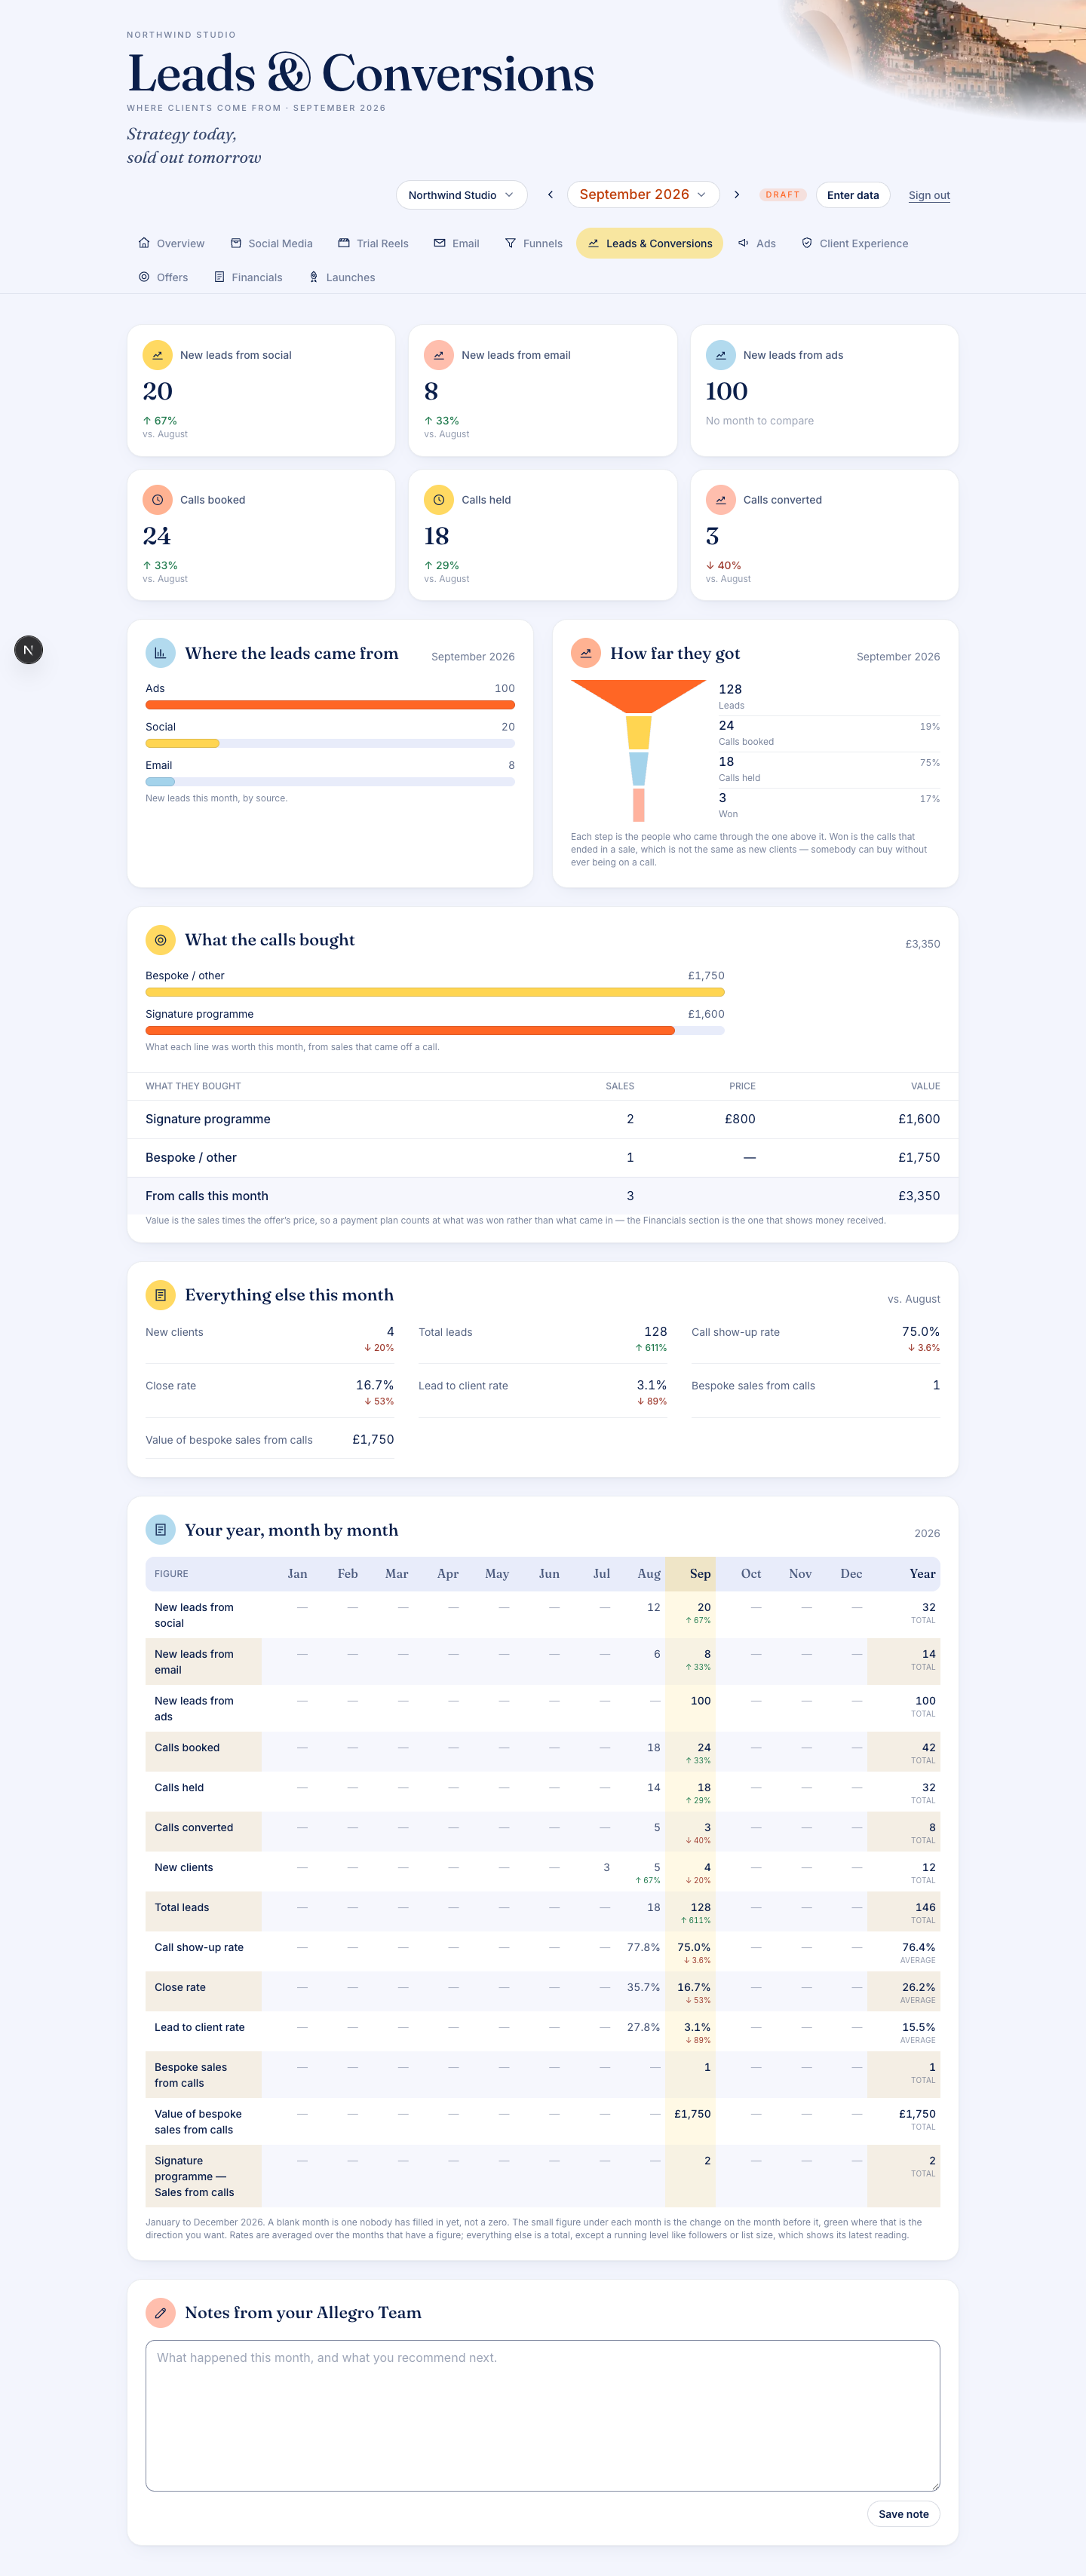 NORTHWIND STUDIO
Leads & Conversions
WHERE CLIENTS COME FROM · SEPTEMBER 2026
Strategy today,
sold out tomorrow
Northwind Studio
September 2026
DRAFT
Enter data
Sign out
Overview
Social Media
Trial Reels
Email
Funnels
Leads & Conversions
Ads
Client Experience
Offers
Financials
Launches
New leads from social
20
↑ 67%
vs. August
New leads from email
8
↑ 33%
vs. August
New leads from ads
100
No month to compare
Calls booked
24
↑ 33%
vs. August
Calls held
18
↑ 29%
vs. August
Calls converted
3
↓ 40%
vs. August
N
Where the leads came from September 2026
Ads 100
Social 20
Email 8
New leads this month, by source.
How far they got September 2026
128
Leads
24 19%
Calls booked
18 75%
Calls held
3 17%
Won
Each step is the people who came through the one above it. Won is the calls that
ended in a sale, which is not the same as new clients — somebody can buy without
ever being on a call.
What the calls bought £3,350
Bespoke / other £1,750
Signature programme £1,600
What each line was worth this month, from sales that came off a call.
WHAT THEY BOUGHT SALES PRICE VALUE
Signature programme 2 £800 £1,600
Bespoke / other 1 — £1,750
From calls this month 3 £3,350
Value is the sales times the offer's price, so a payment plan counts at what was won rather than what came in — the Financials section is the one that shows money received.
Everything else this month vs. August
New clients 4
↓ 20%
Total leads 128
↑ 611%
Call show-up rate 75.0%
↓ 3.6%
Close rate 16.7%
↓ 53%
Lead to client rate 3.1%
↓ 89%
Bespoke sales from calls 1
Value of bespoke sales from calls £1,750
Your year, month by month 2026
FIGURE Jan Feb Mar Apr May Jun Jul Aug Sep Oct Nov Dec Year
New leads from — — — — — — — 12 20 — — — 32
social ↑ 67% TOTAL
New leads from — — — — — — — 6 8 — — — 14
email ↑ 33% TOTAL
New leads from — — — — — — — — 100 — — — 100
ads TOTAL
Calls booked — — — — — — — 18 24 — — — 42
↑ 33% TOTAL
Calls held — — — — — — — 14 18 — — — 32
↑ 29% TOTAL
Calls converted — — — — — — — 5 3 — — — 8
↓ 40% TOTAL
New clients — — — — — — 3 5 4 — — — 12
↑ 67% ↓ 20% TOTAL
Total leads — — — — — — — 18 128 — — — 146
↑ 611% TOTAL
Call show-up rate — — — — — — — 77.8% 75.0% — — — 76.4%
↓ 3.6% AVERAGE
Close rate — — — — — — — 35.7% 16.7% — — — 26.2%
↓ 53% AVERAGE
Lead to client rate — — — — — — — 27.8% 3.1% — — — 15.5%
↓ 89% AVERAGE
Bespoke sales — — — — — — — — 1 — — — 1
from calls TOTAL
Value of bespoke — — — — — — — — £1,750 — — — £1,750
sales from calls TOTAL
Signature — — — — — — — — 2 — — — 2
programme — TOTAL
Sales from calls
January to December 2026. A blank month is one nobody has filled in yet, not a zero. The small figure under each month is the change on the month before it, green where that is the
direction you want. Rates are averaged over the months that have a figure; everything else is a total, except a running level like followers or list size, which shows its latest reading.
Notes from your Allegro Team
What happened this month, and what you recommend next.
Save note